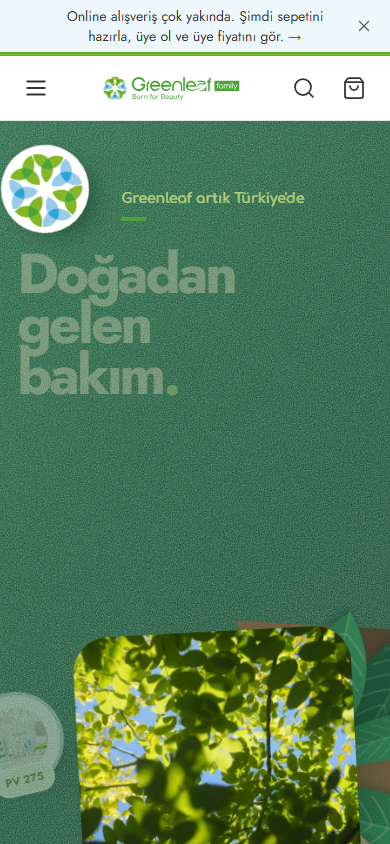 Online alışveriş çok yakında. Şimdi sepetini
hazırla, üye ol ve üye fiyatını gör. →
Greenleaf family
Born for Beauty
Greenleaf artık Türkiye'de
Doğadan
gelen
bakım.
PV 275